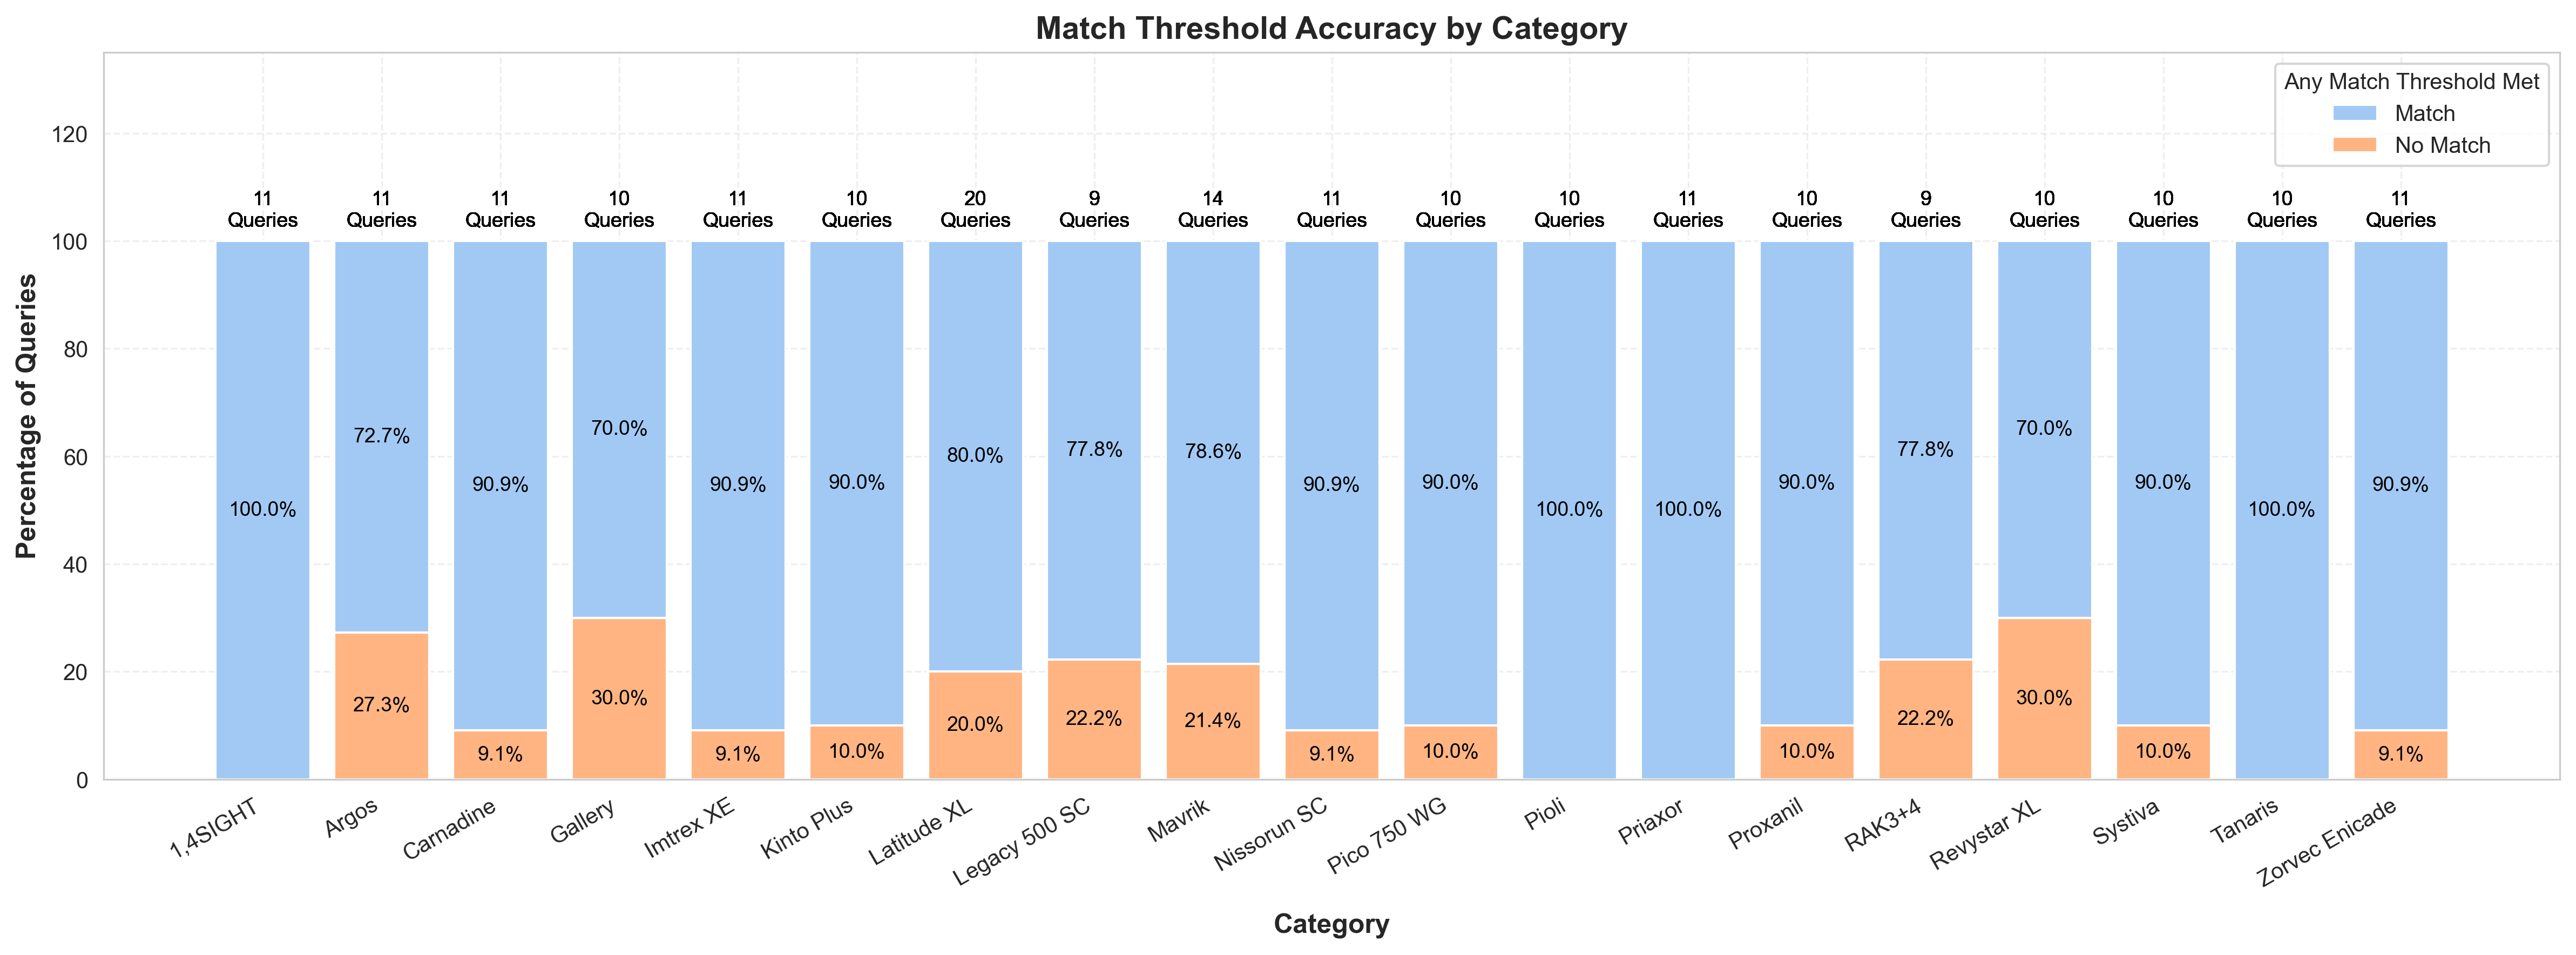 Match Threshold Accuracy by Category
Any Match Threshold Met
Match
No Match
Percentage of Queries
120
100
80
60
40
20
0
11
Queries
11
Queries
11
Queries
10
Queries
11
Queries
10
Queries
20
Queries
9
Queries
14
Queries
11
Queries
10
Queries
10
Queries
11
Queries
10
Queries
9
Queries
10
Queries
10
Queries
10
Queries
11
Queries
100.0%
72.7%
90.9%
70.0%
90.9%
90.0%
80.0%
77.8%
78.6%
90.9%
90.0%
100.0%
100.0%
90.0%
77.8%
70.0%
90.0%
100.0%
90.9%
27.3%
9.1%
30.0%
9.1%
10.0%
20.0%
22.2%
21.4%
9.1%
10.0%
10.0%
22.2%
30.0%
10.0%
9.1%
1,4SIGHT
Argos
Carnadine
Gallery
Imtrex XE
Kinto Plus
Latitude XL
Legacy 500 SC
Mavrik
Nissorun SC
Pico 750 WG
Pioli
Priaxor
Proxanil
RAK3+4
Revystar XL
Systiva
Tanaris
Zorvec Enicade
Category